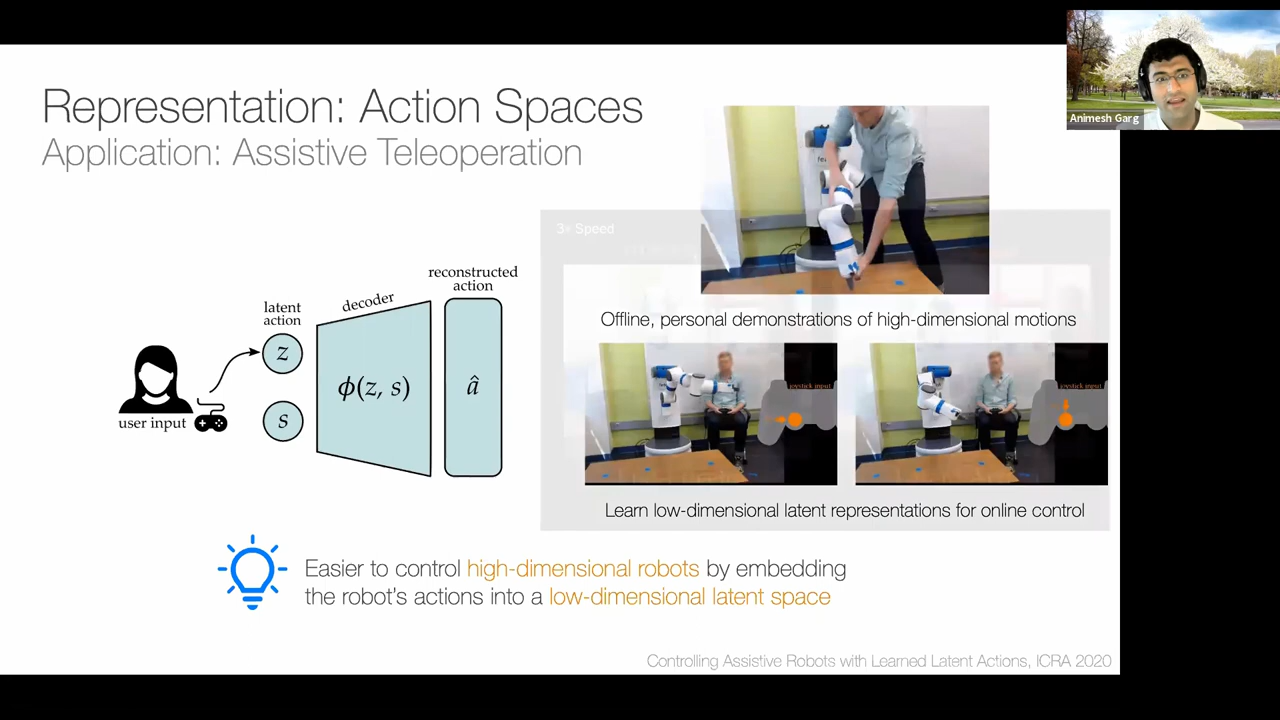 Representation: Action Spaces
Application: Assistive Teleoperation
Animesh Garg
3× Speed
reconstructed
action
latent
action
decoder
z
ϕ(z, s)
â
s
user input
Offline, personal demonstrations of high-dimensional motions
joystick input
joystick input
Learn low-dimensional latent representations for online control
Easier to control high-dimensional robots by embedding
the robot's actions into a low-dimensional latent space
Controlling Assistive Robots with Learned Latent Actions, ICRA 2020